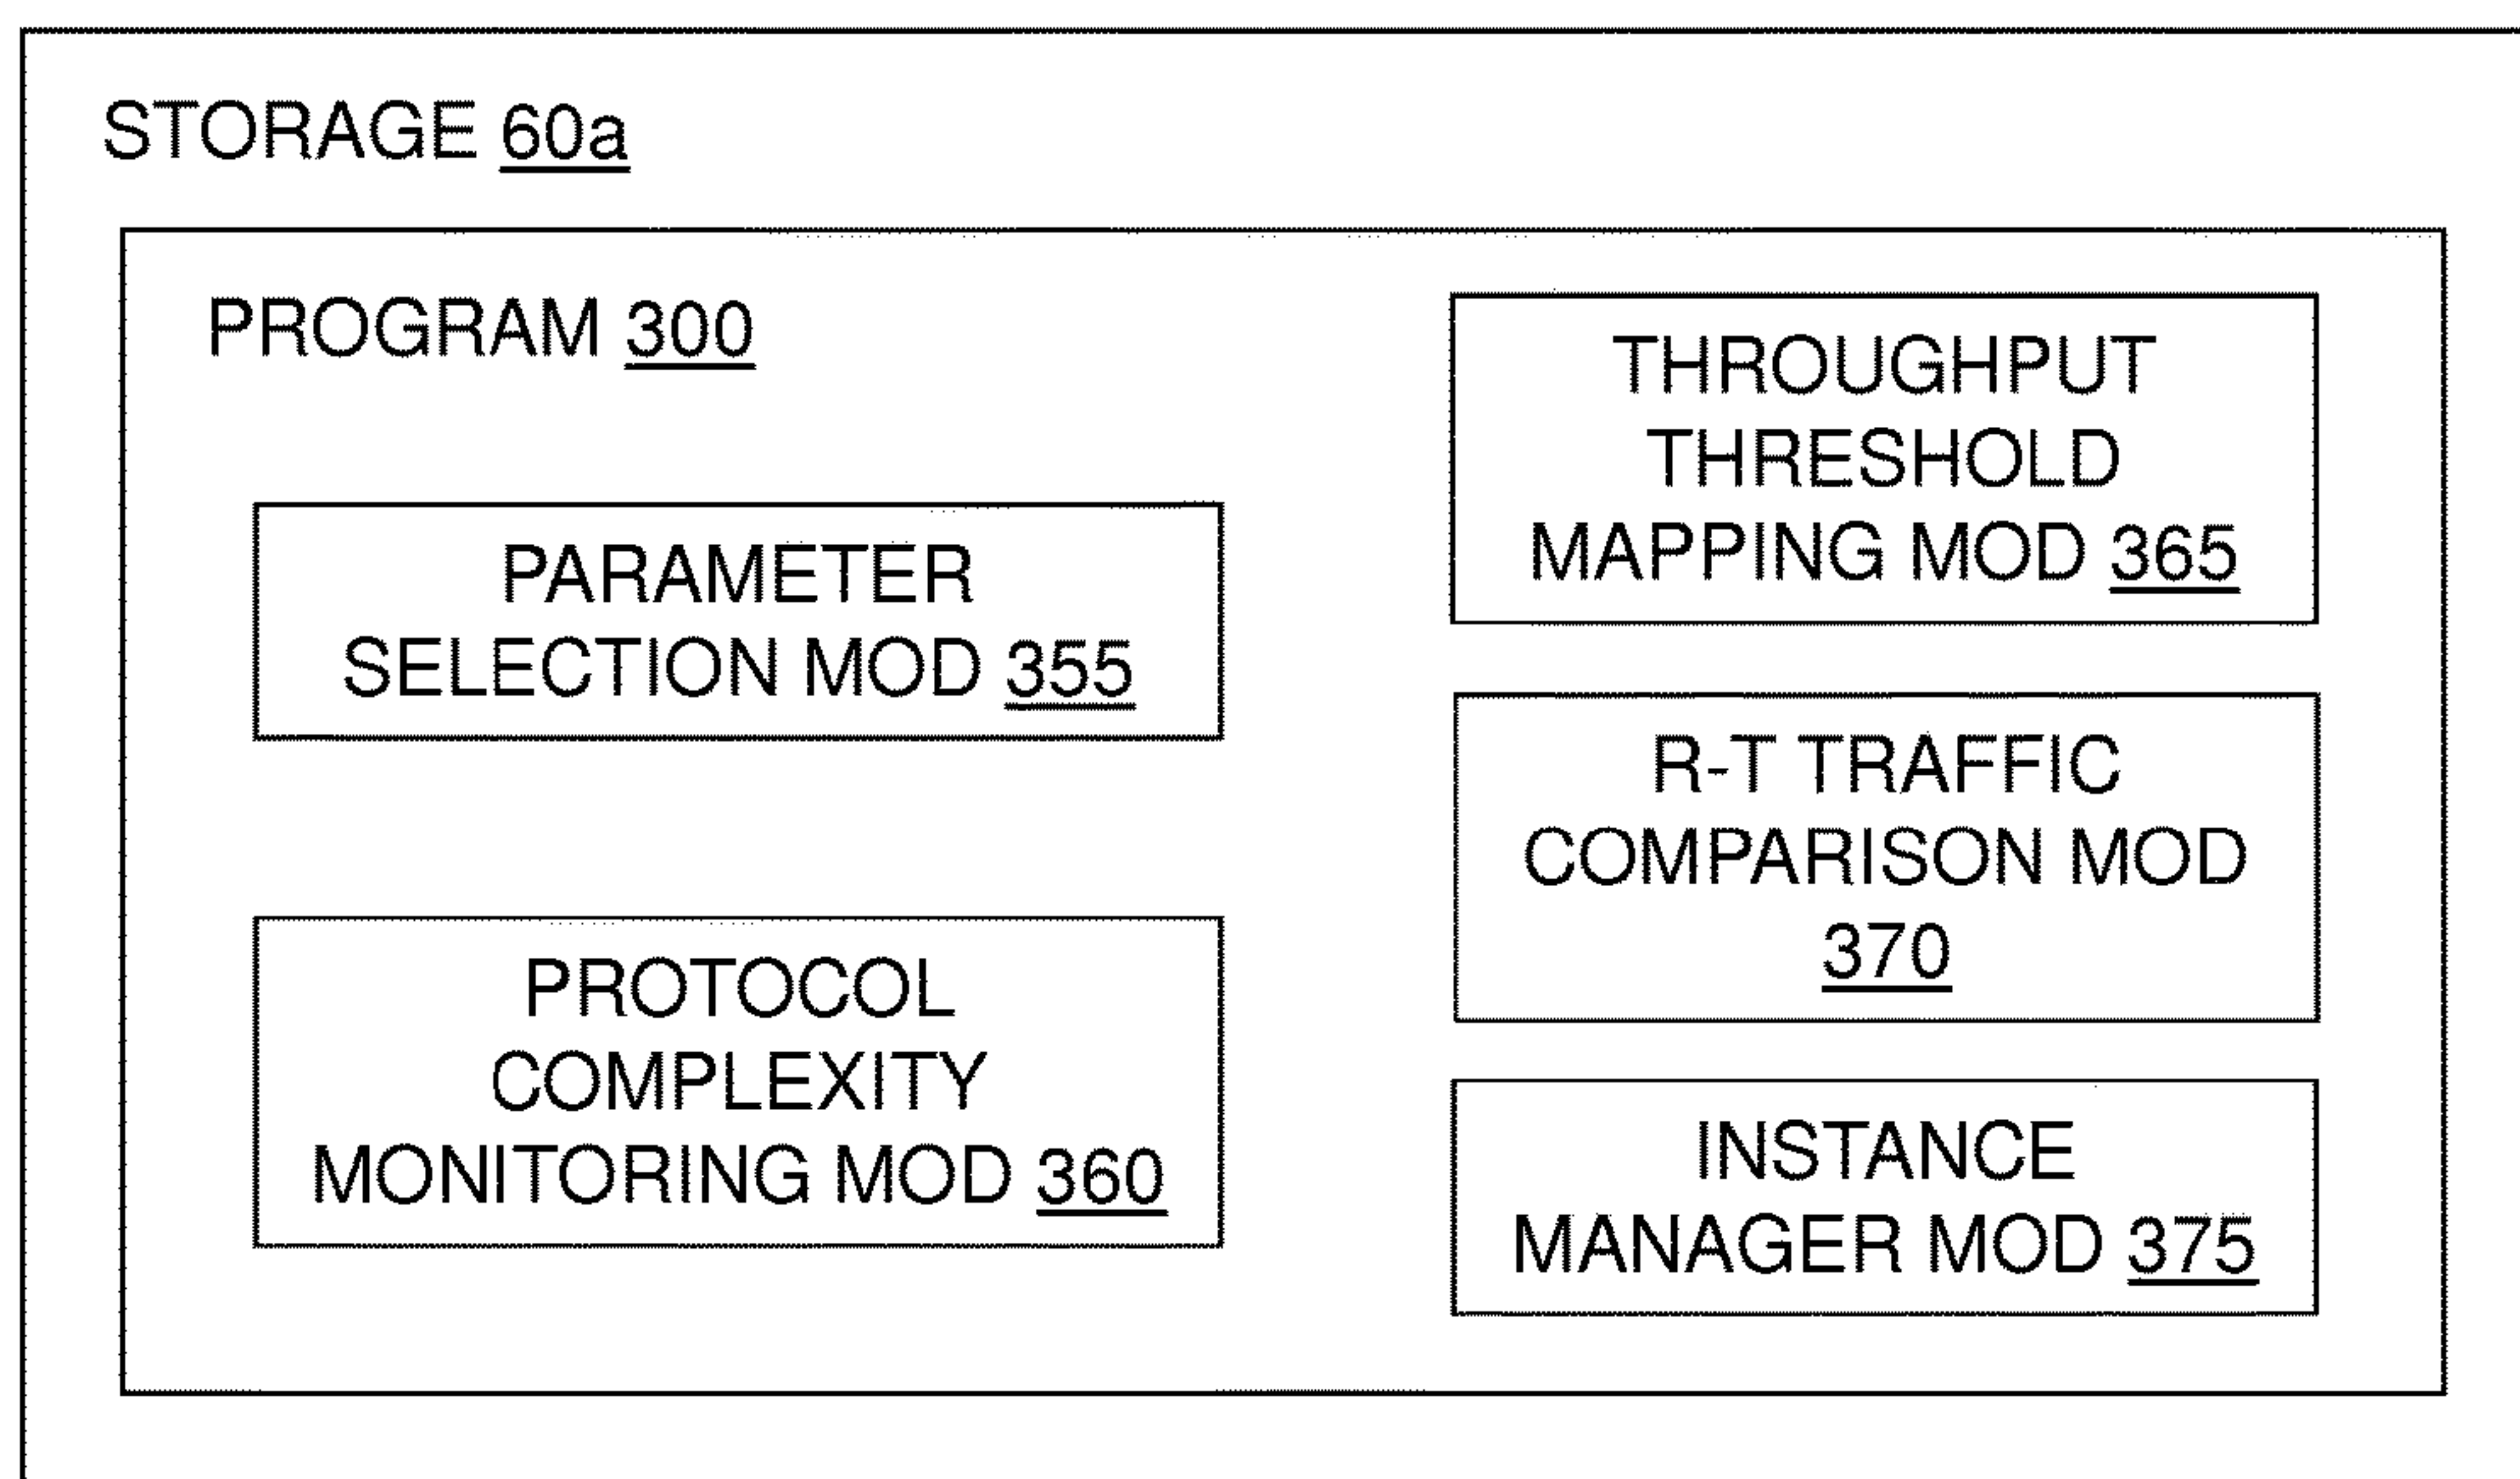 STORAGE 60a
PROGRAM 300
PARAMETER
SELECTION MOD 355
PROTOCOL
COMPLEXITY
MONITORING MOD 360
THROUGHPUT
THRESHOLD
MAPPING MOD 365
R-T TRAFFIC
COMPARISON MOD
370
INSTANCE
MANAGER MOD 375